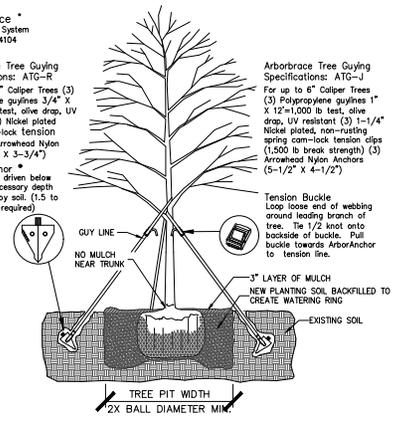 ce *
System
4104
Tree Guying
ns: ATG-R
" Caliper Trees (3)
e guylines 3/4" X
test, olive drap, UV
) Nickel plated
-lock tension
rrowhead Nylon
X 3-3/4")
hor *
driven below
cessary depth
by soil. (1.5 to
required)
GUY LINE
NO MULCH
NEAR TRUNK
Arborbrace Tree Guying
Specifications: ATG-J
For up to 6" Caliper Trees
(3) Polypropylene guylines 1"
X 12'=1,000 lb test, olive
drap, UV resistant (3) 1-1/4"
Nickel plated, non-rusting
spring cam-lock tension clips
(1,500 lb break strength) (3)
Arrowhead Nylon Anchors
(5-1/2" X 4-1/2")
Tension Buckle
Loop loose end of webbing
around leading branch of
tree. Tie 1/2 knot onto
backside of buckle. Pull
buckle towards ArborAnchor
to tension line.
3" LAYER OF MULCH
NEW PLANTING SOIL BACKFILLED TO
CREATE WATERING RING
EXISTING SOIL
TREE PIT WIDTH
2X BALL DIAMETER MIN.